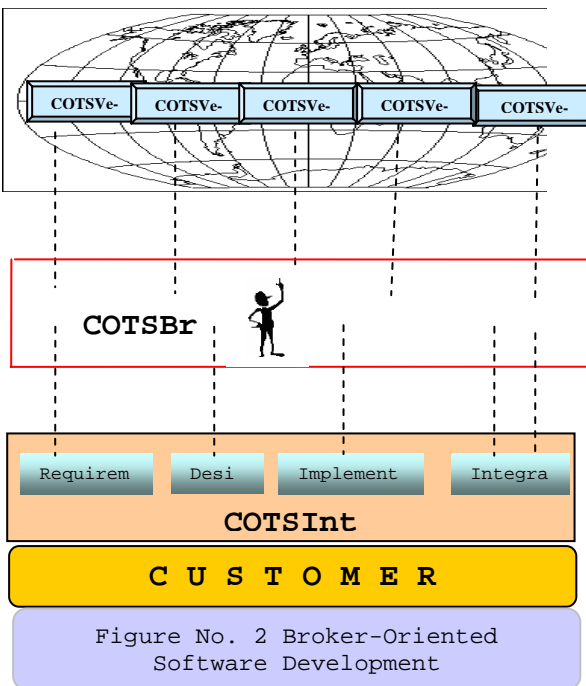 COTSVe- COTSVe- COTSVe- COTSVe- COTSVe-
COTSBr
Requirem Desi Implement Integra
COTSInt
C U S T O M E R
Figure No. 2 Broker-Oriented
Software Development